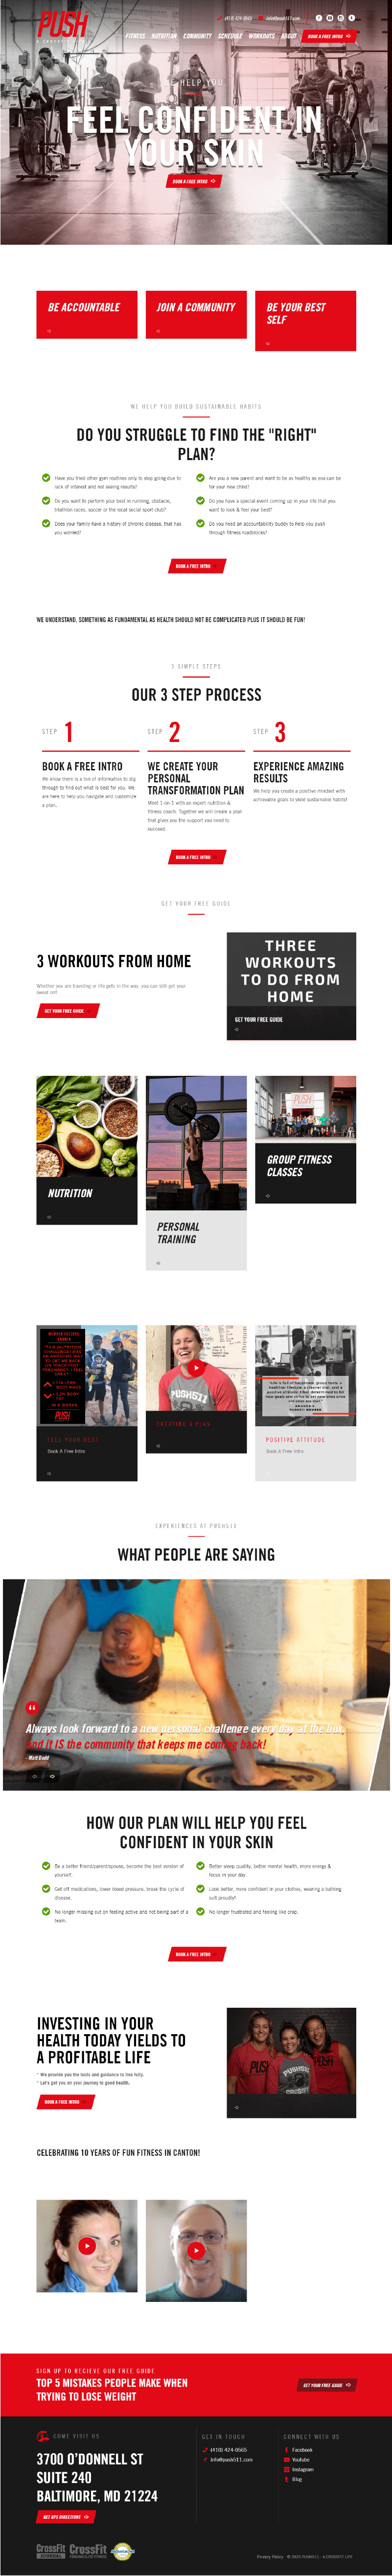 PUSH
(410) 424-0565 info@push511.com
FITNESS NUTRITION COMMUNITY SCHEDULE WORKOUTS ABOUT BOOK A FREE INTRO
WE HELP YOU
FEEL CONFIDENT IN
YOUR SKIN
BOOK A FREE INTRO
BE ACCOUNTABLE
JOIN A COMMUNITY
BE YOUR BEST
SELF
WE HELP YOU BUILD SUSTAINABLE HABITS
DO YOU STRUGGLE TO FIND THE "RIGHT"
PLAN?
Have you tried other gym routines only to stop going due to
lack of interest and not seeing results?
Do you want to perform your best in running, obstacle,
triathlon races, soccer or the local social sport club?
Does your family have a history of chronic disease, that has
you worried?
Are you a new parent and want to be as healthy as you can be
for your new child?
Do you have a special event coming up in your life that you
want to look & feel your best?
Do you need an accountability buddy to help you push
through fitness roadblocks?
BOOK A FREE INTRO
WE UNDERSTAND, SOMETHING AS FUNDAMENTAL AS HEALTH SHOULD NOT BE COMPLICATED PLUS IT SHOULD BE FUN!
3 SIMPLE STEPS
OUR 3 STEP PROCESS
STEP 1
BOOK A FREE INTRO
We know there is a ton of information to dig
through to find out what is best for you. We
are here to help you navigate and customize
a plan.
STEP 2
WE CREATE YOUR
PERSONAL
TRANSFORMATION PLAN
Meet 1-on-1 with an expert nutrition &
fitness coach. Together we will create a plan
that gives you the support you need to
succeed.
STEP 3
EXPERIENCE AMAZING
RESULTS
We help you create a positive mindset with
achievable goals to yield sustainable habits!
BOOK A FREE INTRO
GET YOUR FREE GUIDE
3 WORKOUTS FROM HOME
Whether you are traveling or life gets in the way, you can still get your
sweat on!!
GET YOUR FREE GUIDE
THREE
WORKOUTS
TO DO FROM
HOME
GET YOUR FREE GUIDE
NUTRITION
PERSONAL
TRAINING
PUSH
GROUP FITNESS
CLASSES
FEEL YOUR BEST
Book A Free Intro
PUSH511
CREATING A PLAN
POSITIVE ATTITUDE
Book A Free Intro
EXPERIENCES AT PUSH511
WHAT PEOPLE ARE SAYING
Always look forward to a new personal challenge everyday at the box,
and it IS the community that keeps me coming back!
- Matt Budd
HOW OUR PLAN WILL HELP YOU FEEL
CONFIDENT IN YOUR SKIN
Be a better friend/parent/spouse, become the best version of
yourself.
Get off medications, lower blood pressure, break the cycle of
disease.
No longer missing out on feeling active and not being part of a
team.
Better sleep quality, better mental health, more energy &
focus in your day.
Look better, more confident in your clothes, wearing a bathing
suit proudly!
No longer frustrated and feeling like crap.
BOOK A FREE INTRO
INVESTING IN YOUR
HEALTH TODAY YIELDS TO
A PROFITABLE LIFE
* We provide you the tools and guidance to live fully.
* Let's get you on your journey to good health.
BOOK A FREE INTRO
CELEBRATING 10 YEARS OF FUN FITNESS IN CANTON!
SIGN UP TO RECIEVE OUR FREE GUIDE
TOP 5 MISTAKES PEOPLE MAKE WHEN
TRYING TO LOSE WEIGHT
GET YOUR FREE GUIDE
COME VISIT US
3700 O'DONNELL ST
SUITE 240
BALTIMORE, MD 21224
GET GPS DIRECTIONS
GET IN TOUCH
(410) 424-0565
info@push511.com
CONNECT WITH US
Facebook
Youtube
Instagram
Blog
CrossFit
CrossFit
Privacy Policy